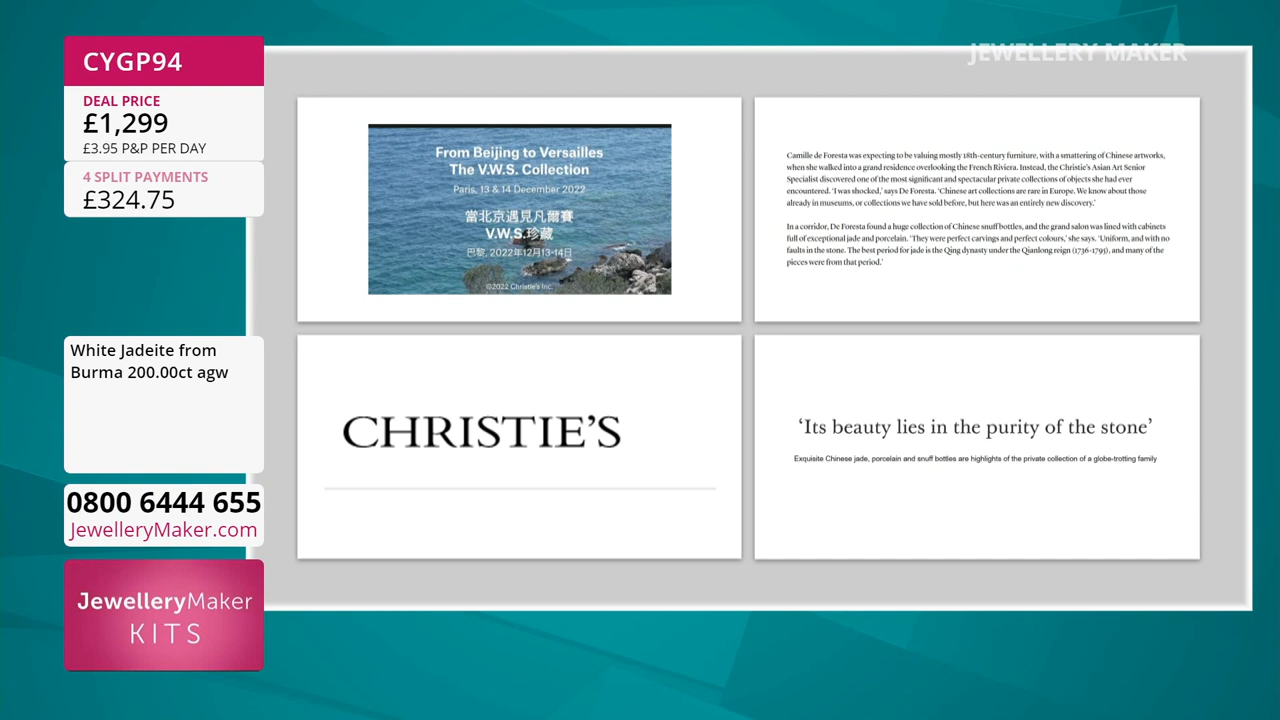 CYGP94
DEAL PRICE
£1,299
£3.95 P&P PER DAY
4 SPLIT PAYMENTS
£324.75
White Jadeite from
Burma 200.00ct agw
0800 6444 655
JewelleryMaker.com
JewelleryMaker
KITS
JEWELLERY MAKER
From Beijing to Versailles
The V.W.S. Collection
Paris, 13 & 14 December 2022
當北京遇見凡爾賽
V.W.S.珍藏
巴黎, 2022年12月13-14日
©2022 Christie's Inc.
Camille de Foresta was expecting to be valuing mostly 18th-century furniture, with a smattering of Chinese artworks,
when she walked into a grand residence overlooking the French Riviera. Instead, the Christie's Asian Art Senior
Specialist discovered one of the most significant and spectacular private collections of objects she had ever
encountered. 'I was shocked,' says De Foresta. 'Chinese art collections are rare in Europe. We know about those
already in museums, or collections we have sold before, but here was an entirely new discovery.'
In a corridor, De Foresta found a huge collection of Chinese snuff bottles, and the grand salon was lined with cabinets
full of exceptional jade and porcelain. 'They were perfect carvings and perfect colours,' she says. 'Uniform, and with no
faults in the stone. The best period for jade is the Qing dynasty under the Qianlong reign (1736-1795), and many of the
pieces were from that period.'
CHRISTIE'S
'Its beauty lies in the purity of the stone'
Exquisite Chinese jade, porcelain and snuff bottles are highlights of the private collection of a globe-trotting family